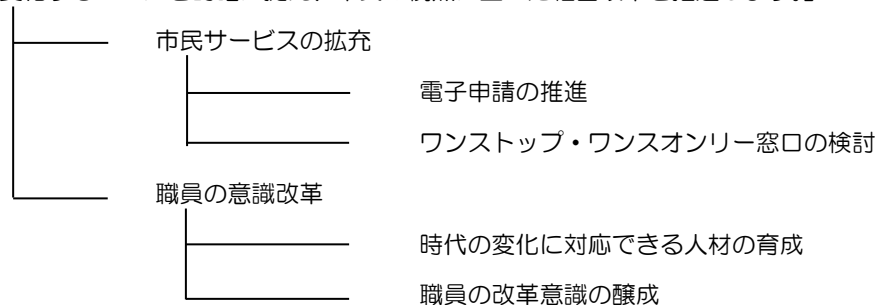 市民サービスの拡充
電子申請の推進
ワンストップ・ワンスオンリー窓口の検討
職員の意識改革
時代の変化に対応できる人材の育成
職員の改革意識の醸成